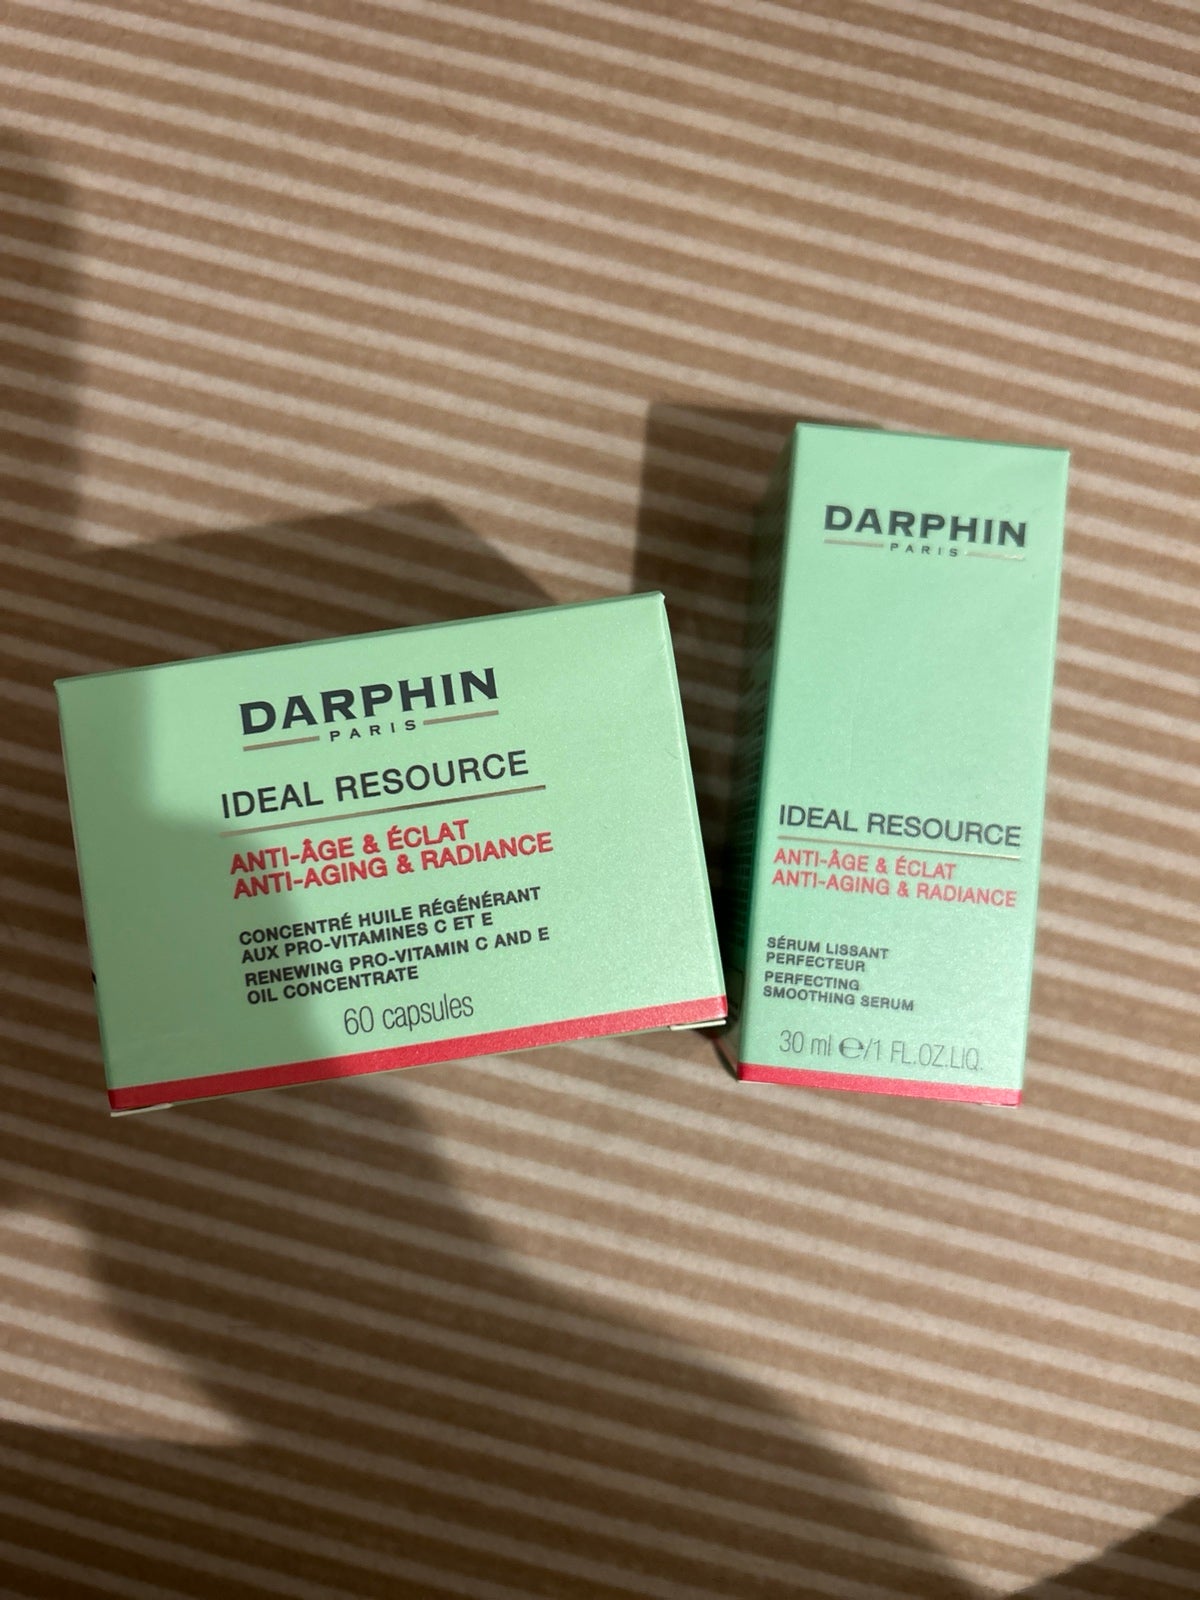 DARPHIN
PARIS
IDEAL RESOURCE
ANTI-ÂGE & ÉCLAT
ANTI-AGING & RADIANCE
CONCENTRÉ HUILE RÉGÉNÉRANT
AUX PRO-VITAMINES C ET E
RENEWING PRO-VITAMIN C AND E
OIL CONCENTRATE
60 capsules
DARPHIN
PARIS
IDEAL RESOURCE
ANTI-ÂGE & ÉCLAT
ANTI-AGING & RADIANCE
SÉRUM LISSANT
PERFECTEUR
PERFECTING
SMOOTHING SERUM
30 ml ℮/1 FL.OZ.LIQ.